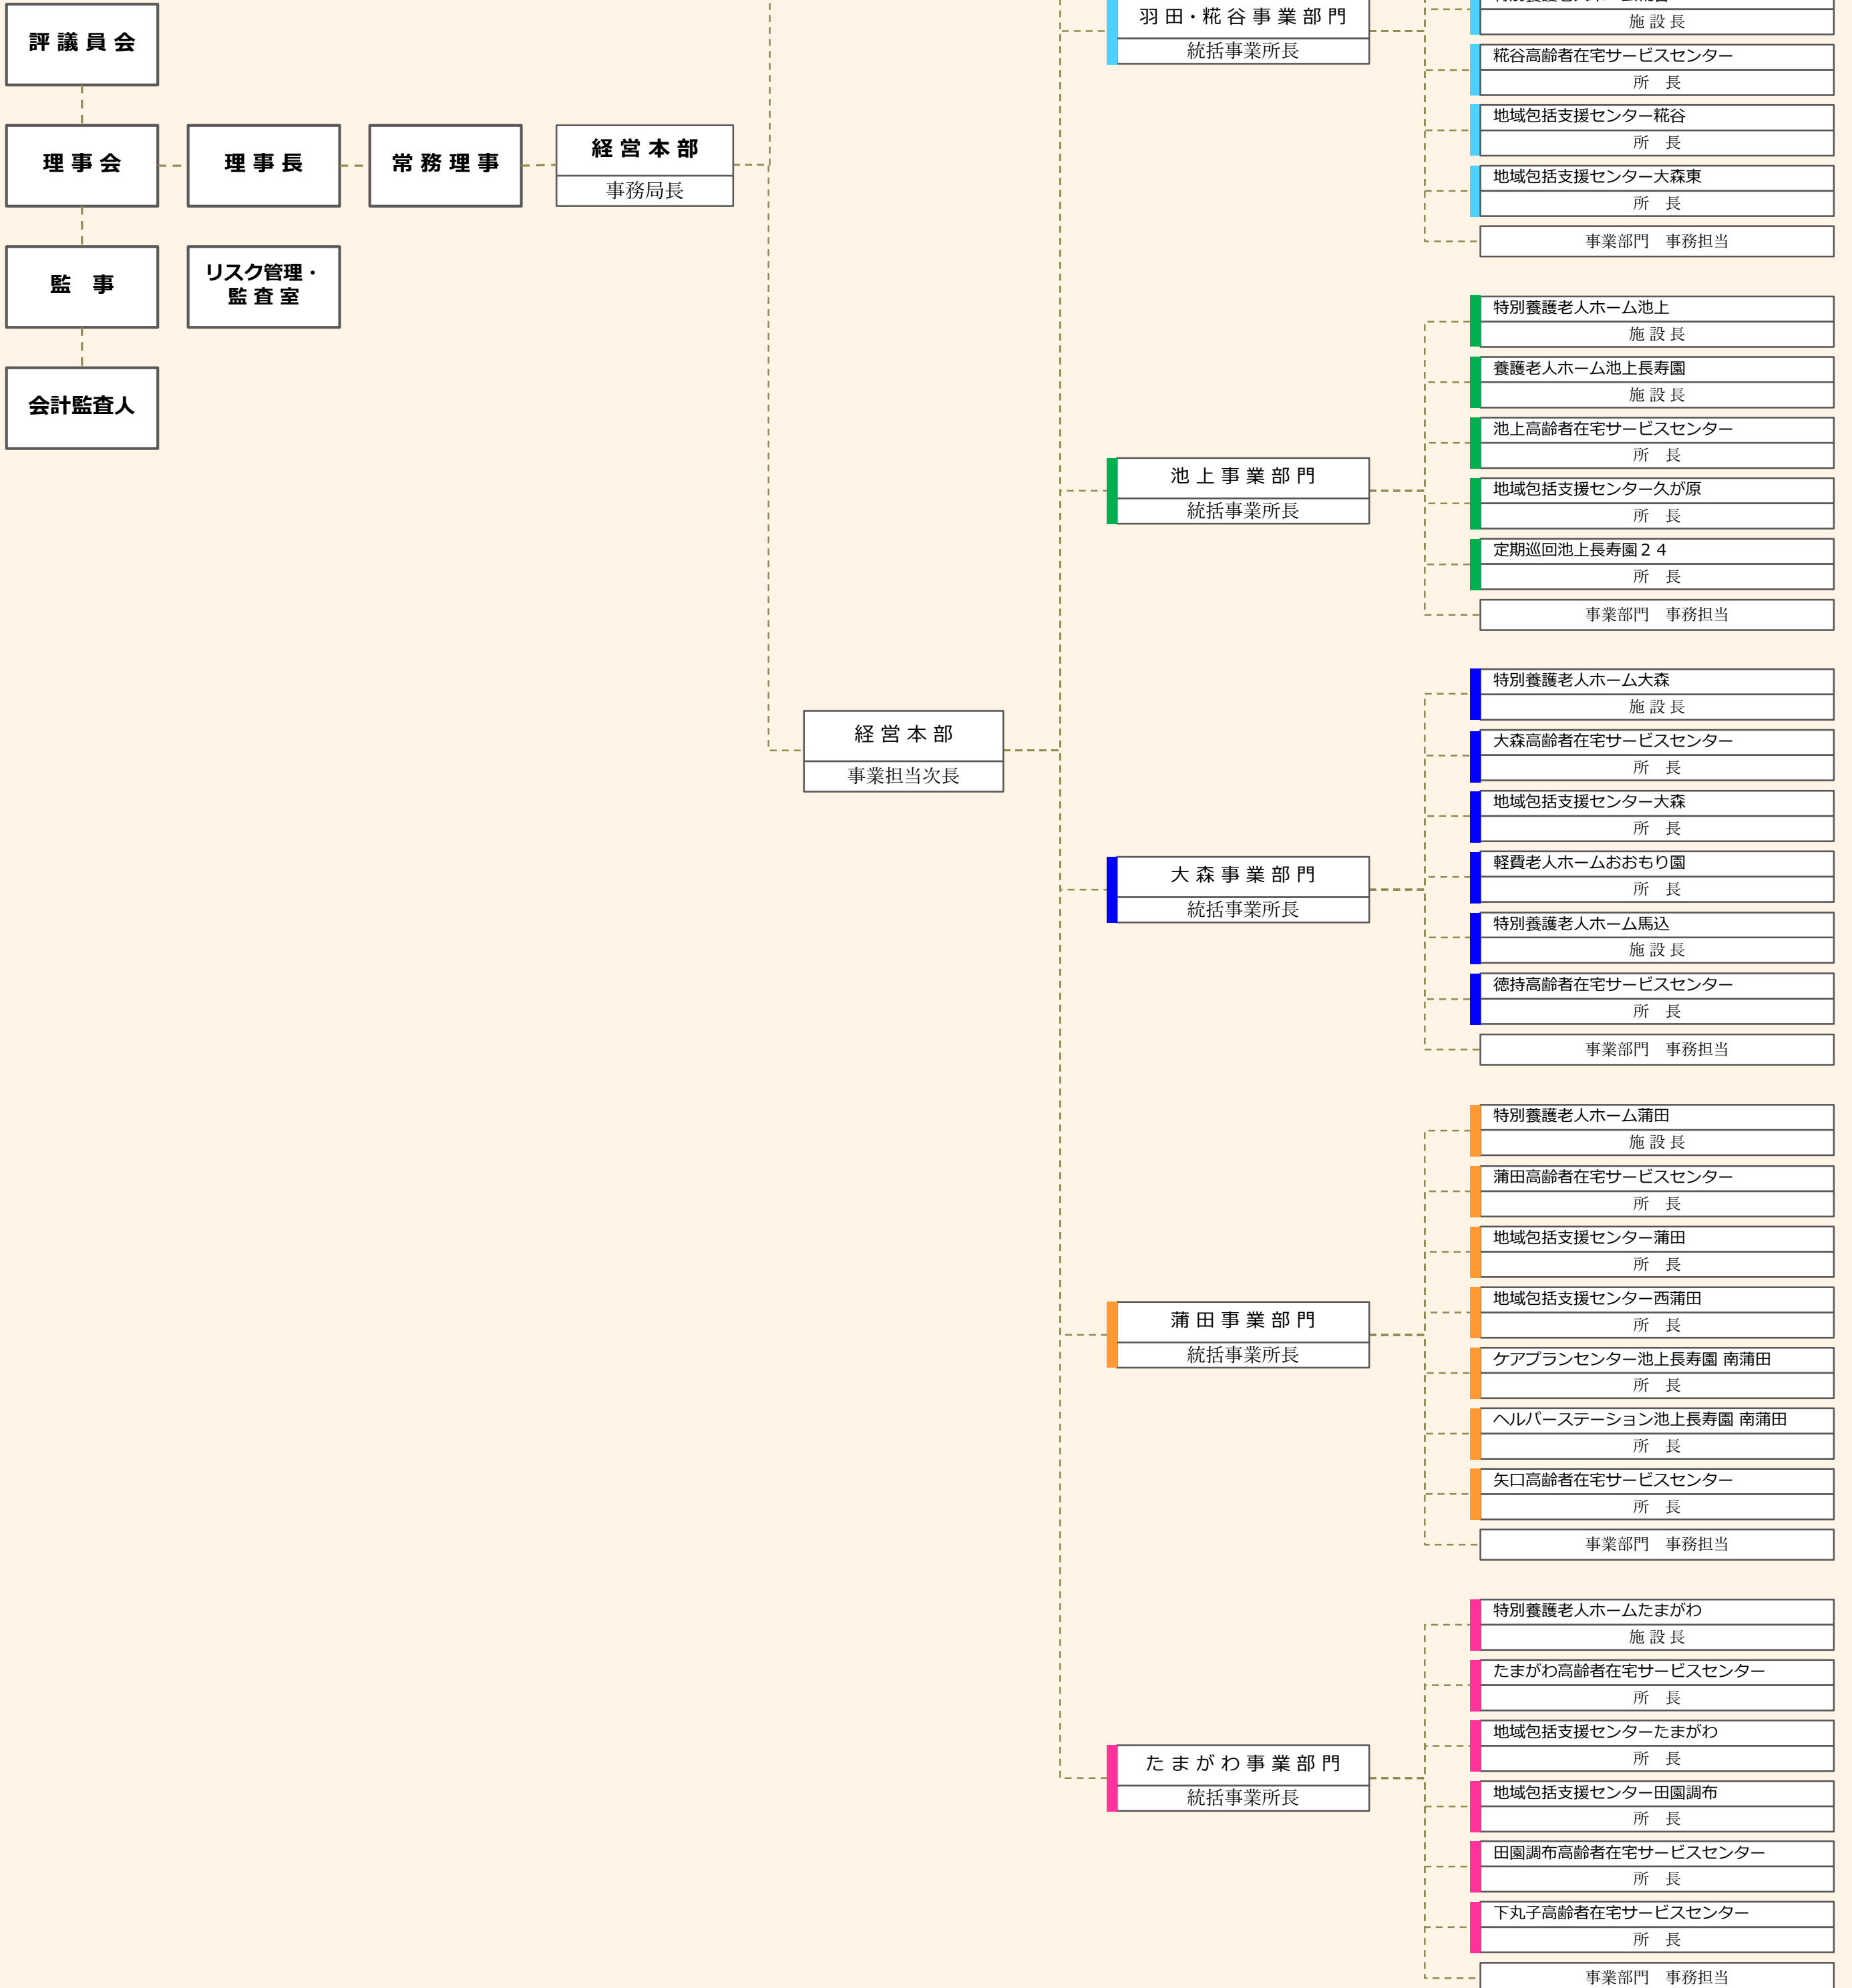 評議員会
理事会
理事長
常務理事
経営本部
事務局長
監　事
リスク管理・
監査室
会計監査人
経営本部
事業担当次長
羽田・糀谷事業部門
統括事業所長
施設長
糀谷高齢者在宅サービスセンター
所　長
地域包括支援センター糀谷
所　長
地域包括支援センター大森東
所　長
事業部門　事務担当
池上事業部門
統括事業所長
特別養護老人ホーム池上
施設長
養護老人ホーム池上長寿園
施設長
池上高齢者在宅サービスセンター
所　長
地域包括支援センター久が原
所　長
定期巡回池上長寿園２４
所　長
事業部門　事務担当
大森事業部門
統括事業所長
特別養護老人ホーム大森
施設長
大森高齢者在宅サービスセンター
所　長
地域包括支援センター大森
所　長
軽費老人ホームおおもり園
所　長
特別養護老人ホーム馬込
施設長
徳持高齢者在宅サービスセンター
所　長
事業部門　事務担当
蒲田事業部門
統括事業所長
特別養護老人ホーム蒲田
施設長
蒲田高齢者在宅サービスセンター
所　長
地域包括支援センター蒲田
所　長
地域包括支援センター西蒲田
所　長
ケアプランセンター池上長寿園 南蒲田
所　長
ヘルパーステーション池上長寿園 南蒲田
所　長
矢口高齢者在宅サービスセンター
所　長
事業部門　事務担当
たまがわ事業部門
統括事業所長
特別養護老人ホームたまがわ
施設長
たまがわ高齢者在宅サービスセンター
所　長
地域包括支援センターたまがわ
所　長
地域包括支援センター田園調布
所　長
田園調布高齢者在宅サービスセンター
所　長
下丸子高齢者在宅サービスセンター
所　長
事業部門　事務担当